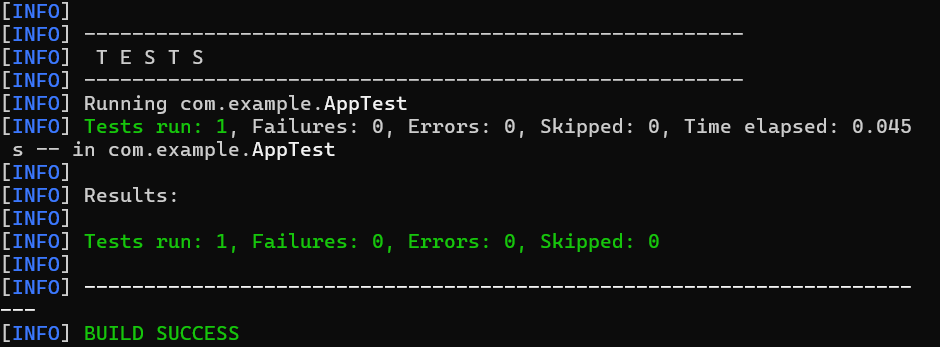 [INFO]
[INFO] -------------------------------------------------------
[INFO]  T E S T S
[INFO] -------------------------------------------------------
[INFO] Running com.example.AppTest
[INFO] Tests run: 1, Failures: 0, Errors: 0, Skipped: 0, Time elapsed: 0.045
 s -- in com.example.AppTest
[INFO]
[INFO] Results:
[INFO]
[INFO] Tests run: 1, Failures: 0, Errors: 0, Skipped: 0
[INFO]
[INFO] ---------------------------------------------------------------------
---
[INFO] BUILD SUCCESS